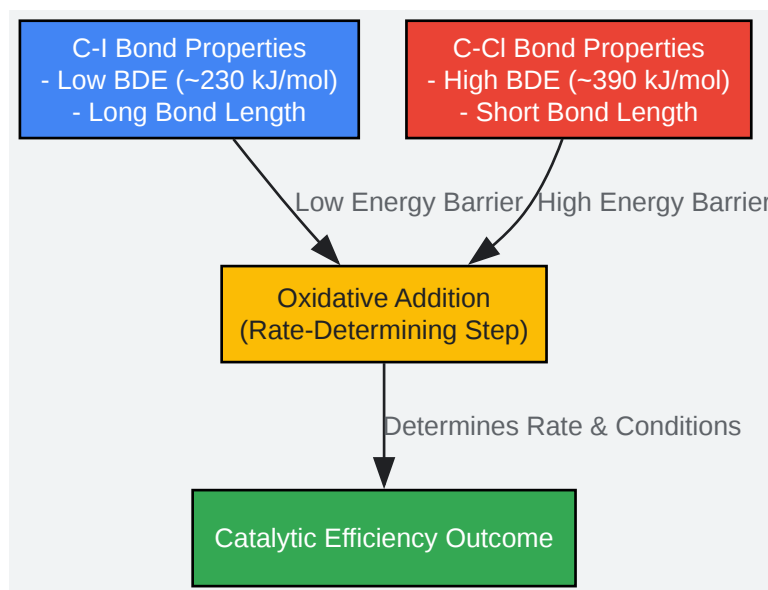 C-I Bond Properties
- Low BDE (~230 kJ/mol)
- Long Bond Length
C-Cl Bond Properties
- High BDE (~390 kJ/mol)
- Short Bond Length
Low Energy Barrier
High Energy Barrier
Oxidative Addition
(Rate-Determining Step)
Determines Rate & Conditions
Catalytic Efficiency Outcome